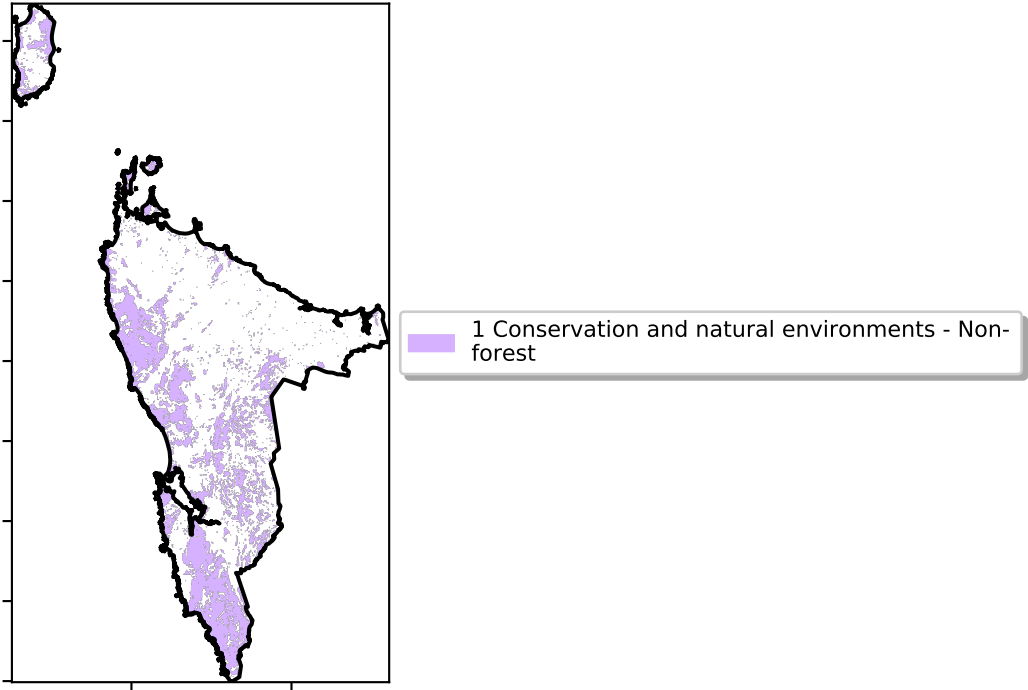 1 Conservation and natural environments - Non-
forest